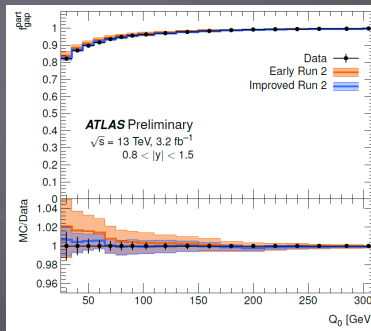 f^part_gap
1
0.9
0.8
0.7
0.6
0.5
0.4
0.3
0.2
0.1
0
Data
Early Run 2
Improved Run 2
ATLAS Preliminary
√s = 13 TeV, 3.2 fb⁻¹
0.8 < |y| < 1.5
MC/Data
1.04
1.02
1
0.98
0.96
50 100 150 200 250 300
Q₀ [GeV